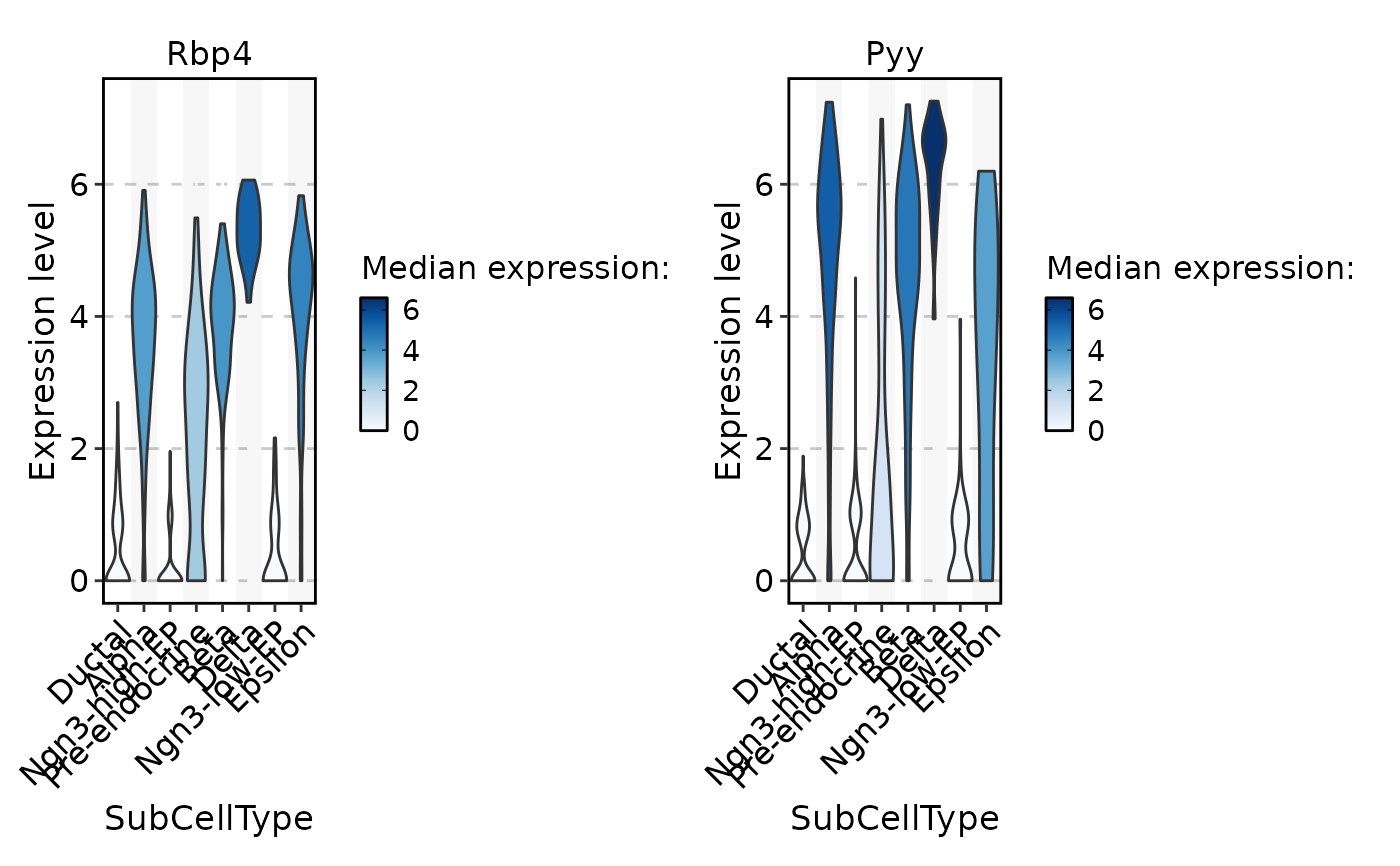 Rbp4
Expression level
6
4
2
0
Ductal
Alpha
Ngn3-high-EP
Pre-endocrine
Beta
Delta
Ngn3-low-EP
Epsilon
SubCellType
Median expression:
6
4
2
0
Pyy
Expression level
6
4
2
0
Ductal
Alpha
Ngn3-high-EP
Pre-endocrine
Beta
Delta
Ngn3-low-EP
Epsilon
SubCellType
Median expression:
6
4
2
0